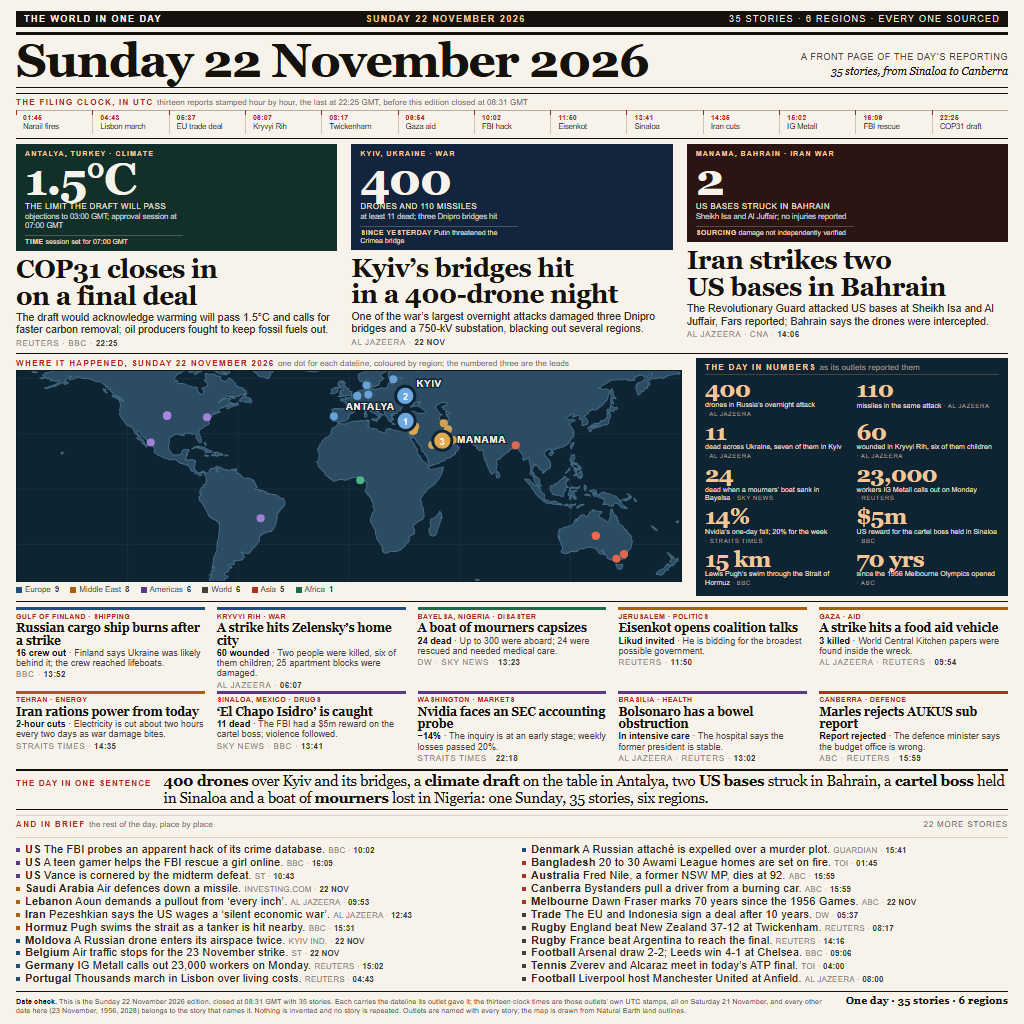 THE WORLD IN ONE DAY
SUNDAY 22 NOVEMBER 2026
35 STORIES · 6 REGIONS · EVERY ONE SOURCED
Sunday 22 November 2026
A FRONT PAGE OF THE DAY'S REPORTING
35 stories, from Sinaloa to Canberra
THE FILING CLOCK, IN UTC thirteen reports stamped hour by hour, the last at 22:25 GMT, before this edition closed at 08:31 GMT
01:45 Narail fires
04:43 Lisbon march
05:37 EU trade deal
06:07 Kryvyi Rih
08:17 Twickenham
09:54 Gaza aid
10:02 FBI hack
11:50 Eisenkot
13:41 Sinaloa
14:35 Iran cuts
15:02 IG Metall
16:09 FBI rescue
22:25 COP31 draft
ANTALYA, TURKEY · CLIMATE
1.5°C
THE LIMIT THE DRAFT WILL PASS
objections to 03:00 GMT; approval session at
07:00 GMT
TIME session set for 07:00 GMT
COP31 closes in
on a final deal
The draft would acknowledge warming will pass 1.5°C and calls for
faster carbon removal; oil producers fought to keep fossil fuels out.
REUTERS · BBC · 22:25
KYIV, UKRAINE · WAR
400
DRONES AND 110 MISSILES
at least 11 dead; three Dnipro bridges hit
SINCE YESTERDAY Putin threatened the
Crimea bridge
Kyiv's bridges hit
in a 400-drone night
One of the war's largest overnight attacks damaged three Dnipro
bridges and a 750-kV substation, blacking out several regions.
AL JAZEERA · 22 NOV
MANAMA, BAHRAIN · IRAN WAR
2
US BASES STRUCK IN BAHRAIN
Sheikh Isa and Al Juffair; no injuries reported
SOURCING damage not independently verified
Iran strikes two
US bases in Bahrain
The Revolutionary Guard attacked US bases at Sheikh Isa and Al
Juffair, Fars reported; Bahrain says the drones were intercepted.
AL JAZEERA · CNA · 14:06
WHERE IT HAPPENED, SUNDAY 22 NOVEMBER 2026 one dot for each dateline, coloured by region; the numbered three are the leads
KYIV
2
ANTALYA
1
3
MANAMA
Europe 9
Middle East 8
Americas 6
World 6
Asia 5
Africa 1
THE DAY IN NUMBERS as its outlets reported them
400
drones in Russia's overnight attack
· AL JAZEERA
110
missiles in the same attack · AL JAZEERA
11
dead across Ukraine, seven of them in Kyiv
· AL JAZEERA
60
wounded in Kryvyi Rih, six of them children
· AL JAZEERA
24
dead when a mourners' boat sank in
Bayelsa · SKY NEWS
23,000
workers IG Metall calls out on Monday
· REUTERS
14%
Nvidia's one-day fall; 20% for the week
· STRAITS TIMES
$5m
US reward for the cartel boss held in Sinaloa
· BBC
15 km
Lewis Pugh's swim through the Strait of
Hormuz · BBC
70 yrs
since the 1956 Melbourne Olympics opened
· ABC
GULF OF FINLAND · SHIPPING
Russian cargo ship burns after
a strike
16 crew out · Finland says Ukraine was likely
behind it; the crew reached lifeboats.
BBC · 13:52
KRYVYI RIH · WAR
A strike hits Zelensky's home
city
60 wounded · Two people were killed, six of
them children; 25 apartment blocks were
damaged.
AL JAZEERA · 06:07
BAYELSA, NIGERIA · DISASTER
A boat of mourners capsizes
24 dead · Up to 300 were aboard; 24 were
rescued and needed medical care.
DW · SKY NEWS · 13:23
JERUSALEM · POLITICS
Eisenkot opens coalition talks
Likud invited · He is bidding for the broadest
possible government.
REUTERS · 11:50
GAZA · AID
A strike hits a food aid vehicle
3 killed · World Central Kitchen papers were
found inside the wreck.
AL JAZEERA · REUTERS · 09:54
TEHRAN · ENERGY
Iran rations power from today
2-hour cuts · Electricity is cut about two hours
every two days as war damage bites.
STRAITS TIMES · 14:35
SINALOA, MEXICO · DRUGS
'El Chapo Isidro' is caught
11 dead · The FBI had a $5m reward on the
cartel boss; violence followed.
SKY NEWS · BBC · 13:41
WASHINGTON · MARKETS
Nvidia faces an SEC accounting
probe
−14% · The inquiry is at an early stage; weekly
losses passed 20%.
STRAITS TIMES · 22:18
BRASILIA · HEALTH
Bolsonaro has a bowel
obstruction
In intensive care · The hospital says the
former president is stable.
AL JAZEERA · REUTERS · 13:02
CANBERRA · DEFENCE
Marles rejects AUKUS sub
report
Report rejected · The defence minister says
the budget office is wrong.
ABC · REUTERS · 15:59
THE DAY IN ONE SENTENCE
400 drones over Kyiv and its bridges, a climate draft on the table in Antalya, two US bases struck in Bahrain, a cartel boss held
in Sinaloa and a boat of mourners lost in Nigeria: one Sunday, 35 stories, six regions.
AND IN BRIEF the rest of the day, place by place
22 MORE STORIES
US The FBI probes an apparent hack of its crime database. BBC · 10:02
US A teen gamer helps the FBI rescue a girl online. BBC · 16:09
US Vance is cornered by the midterm defeat. ST · 10:43
Saudi Arabia Air defences down a missile. INVESTING.COM · 22 NOV
Lebanon Aoun demands a pullout from 'every inch'. AL JAZEERA · 09:53
Iran Pezeshkian says the US wages a 'silent economic war'. AL JAZEERA · 12:43
Hormuz Pugh swims the strait as a tanker is hit nearby. BBC · 15:31
Moldova A Russian drone enters its airspace twice. KYIV IND. · 22 NOV
Belgium Air traffic stops for the 23 November strike. ST · 22 NOV
Germany IG Metall calls out 23,000 workers on Monday. REUTERS · 15:02
Portugal Thousands march in Lisbon over living costs. REUTERS · 04:43
Denmark A Russian attaché is expelled over a murder plot. GUARDIAN · 15:41
Bangladesh 20 to 30 Awami League homes are set on fire. TOI · 01:45
Australia Fred Nile, a former NSW MP, dies at 92. ABC · 15:59
Canberra Bystanders pull a driver from a burning car. ABC · 15:59
Melbourne Dawn Fraser marks 70 years since the 1956 Games. ABC · 22 NOV
Trade The EU and Indonesia sign a deal after 10 years. DW · 05:37
Rugby England beat New Zealand 37-12 at Twickenham. REUTERS · 08:17
Rugby France beat Argentina to reach the final. REUTERS · 14:16
Football Arsenal draw 2-2; Leeds win 4-1 at Chelsea. BBC · 09:06
Tennis Zverev and Alcaraz meet in today's ATP final. TOI · 04:00
Football Liverpool host Manchester United at Anfield. AL JAZEERA · 08:00
Date check. This is the Sunday 22 November 2026 edition, closed at 08:31 GMT with 35 stories. Each carries the dateline its outlet gave it; the thirteen clock times are those outlets' own UTC stamps, all on Saturday 21 November, and every other
date here (23 November, 1956, 2028) belongs to the story that names it. Nothing is invented and no story is repeated. Outlets are named with every story; the map is drawn from Natural Earth land outlines.
One day · 35 stories · 6 regions